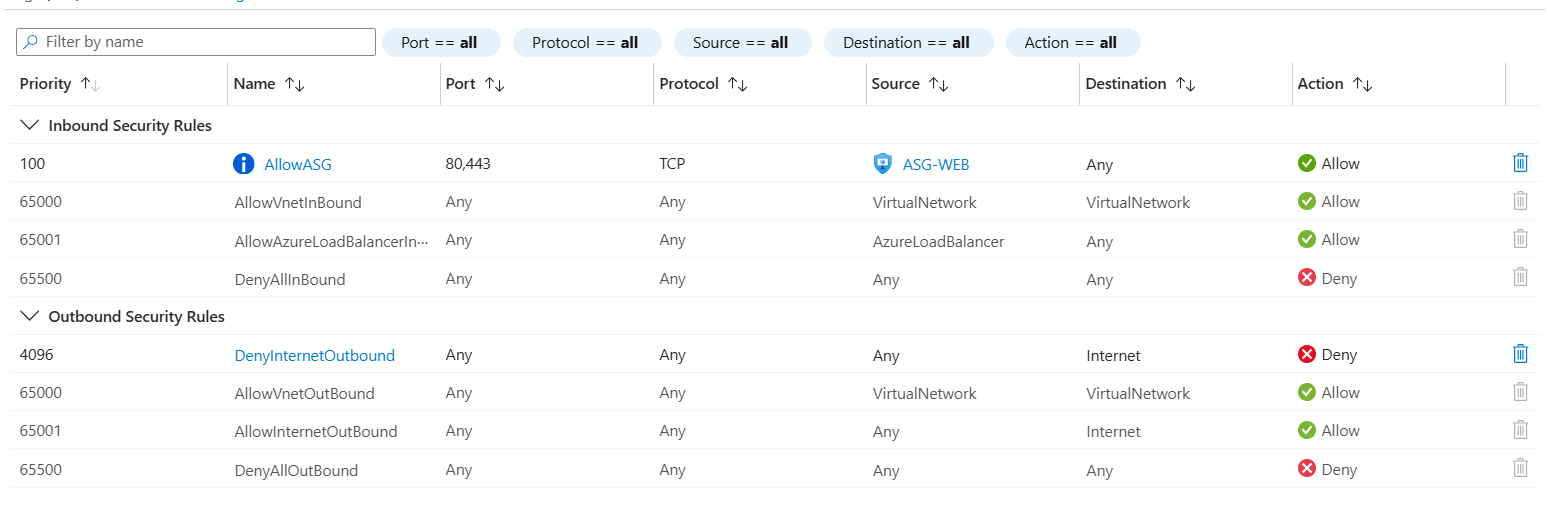 Filter by name Port == all Protocol == all Source == all Destination == all Action == all
Priority Name Port Protocol Source Destination Action
Inbound Security Rules
100 AllowASG 80,443 TCP ASG-WEB Any Allow
65000 AllowVnetInBound Any Any VirtualNetwork VirtualNetwork Allow
65001 AllowAzureLoadBalancerIn··· Any Any AzureLoadBalancer Any Allow
65500 DenyAllInBound Any Any Any Any Deny
Outbound Security Rules
4096 DenyInternetOutbound Any Any Any Internet Deny
65000 AllowVnetOutBound Any Any VirtualNetwork VirtualNetwork Allow
65001 AllowInternetOutBound Any Any Any Internet Allow
65500 DenyAllOutBound Any Any Any Any Deny